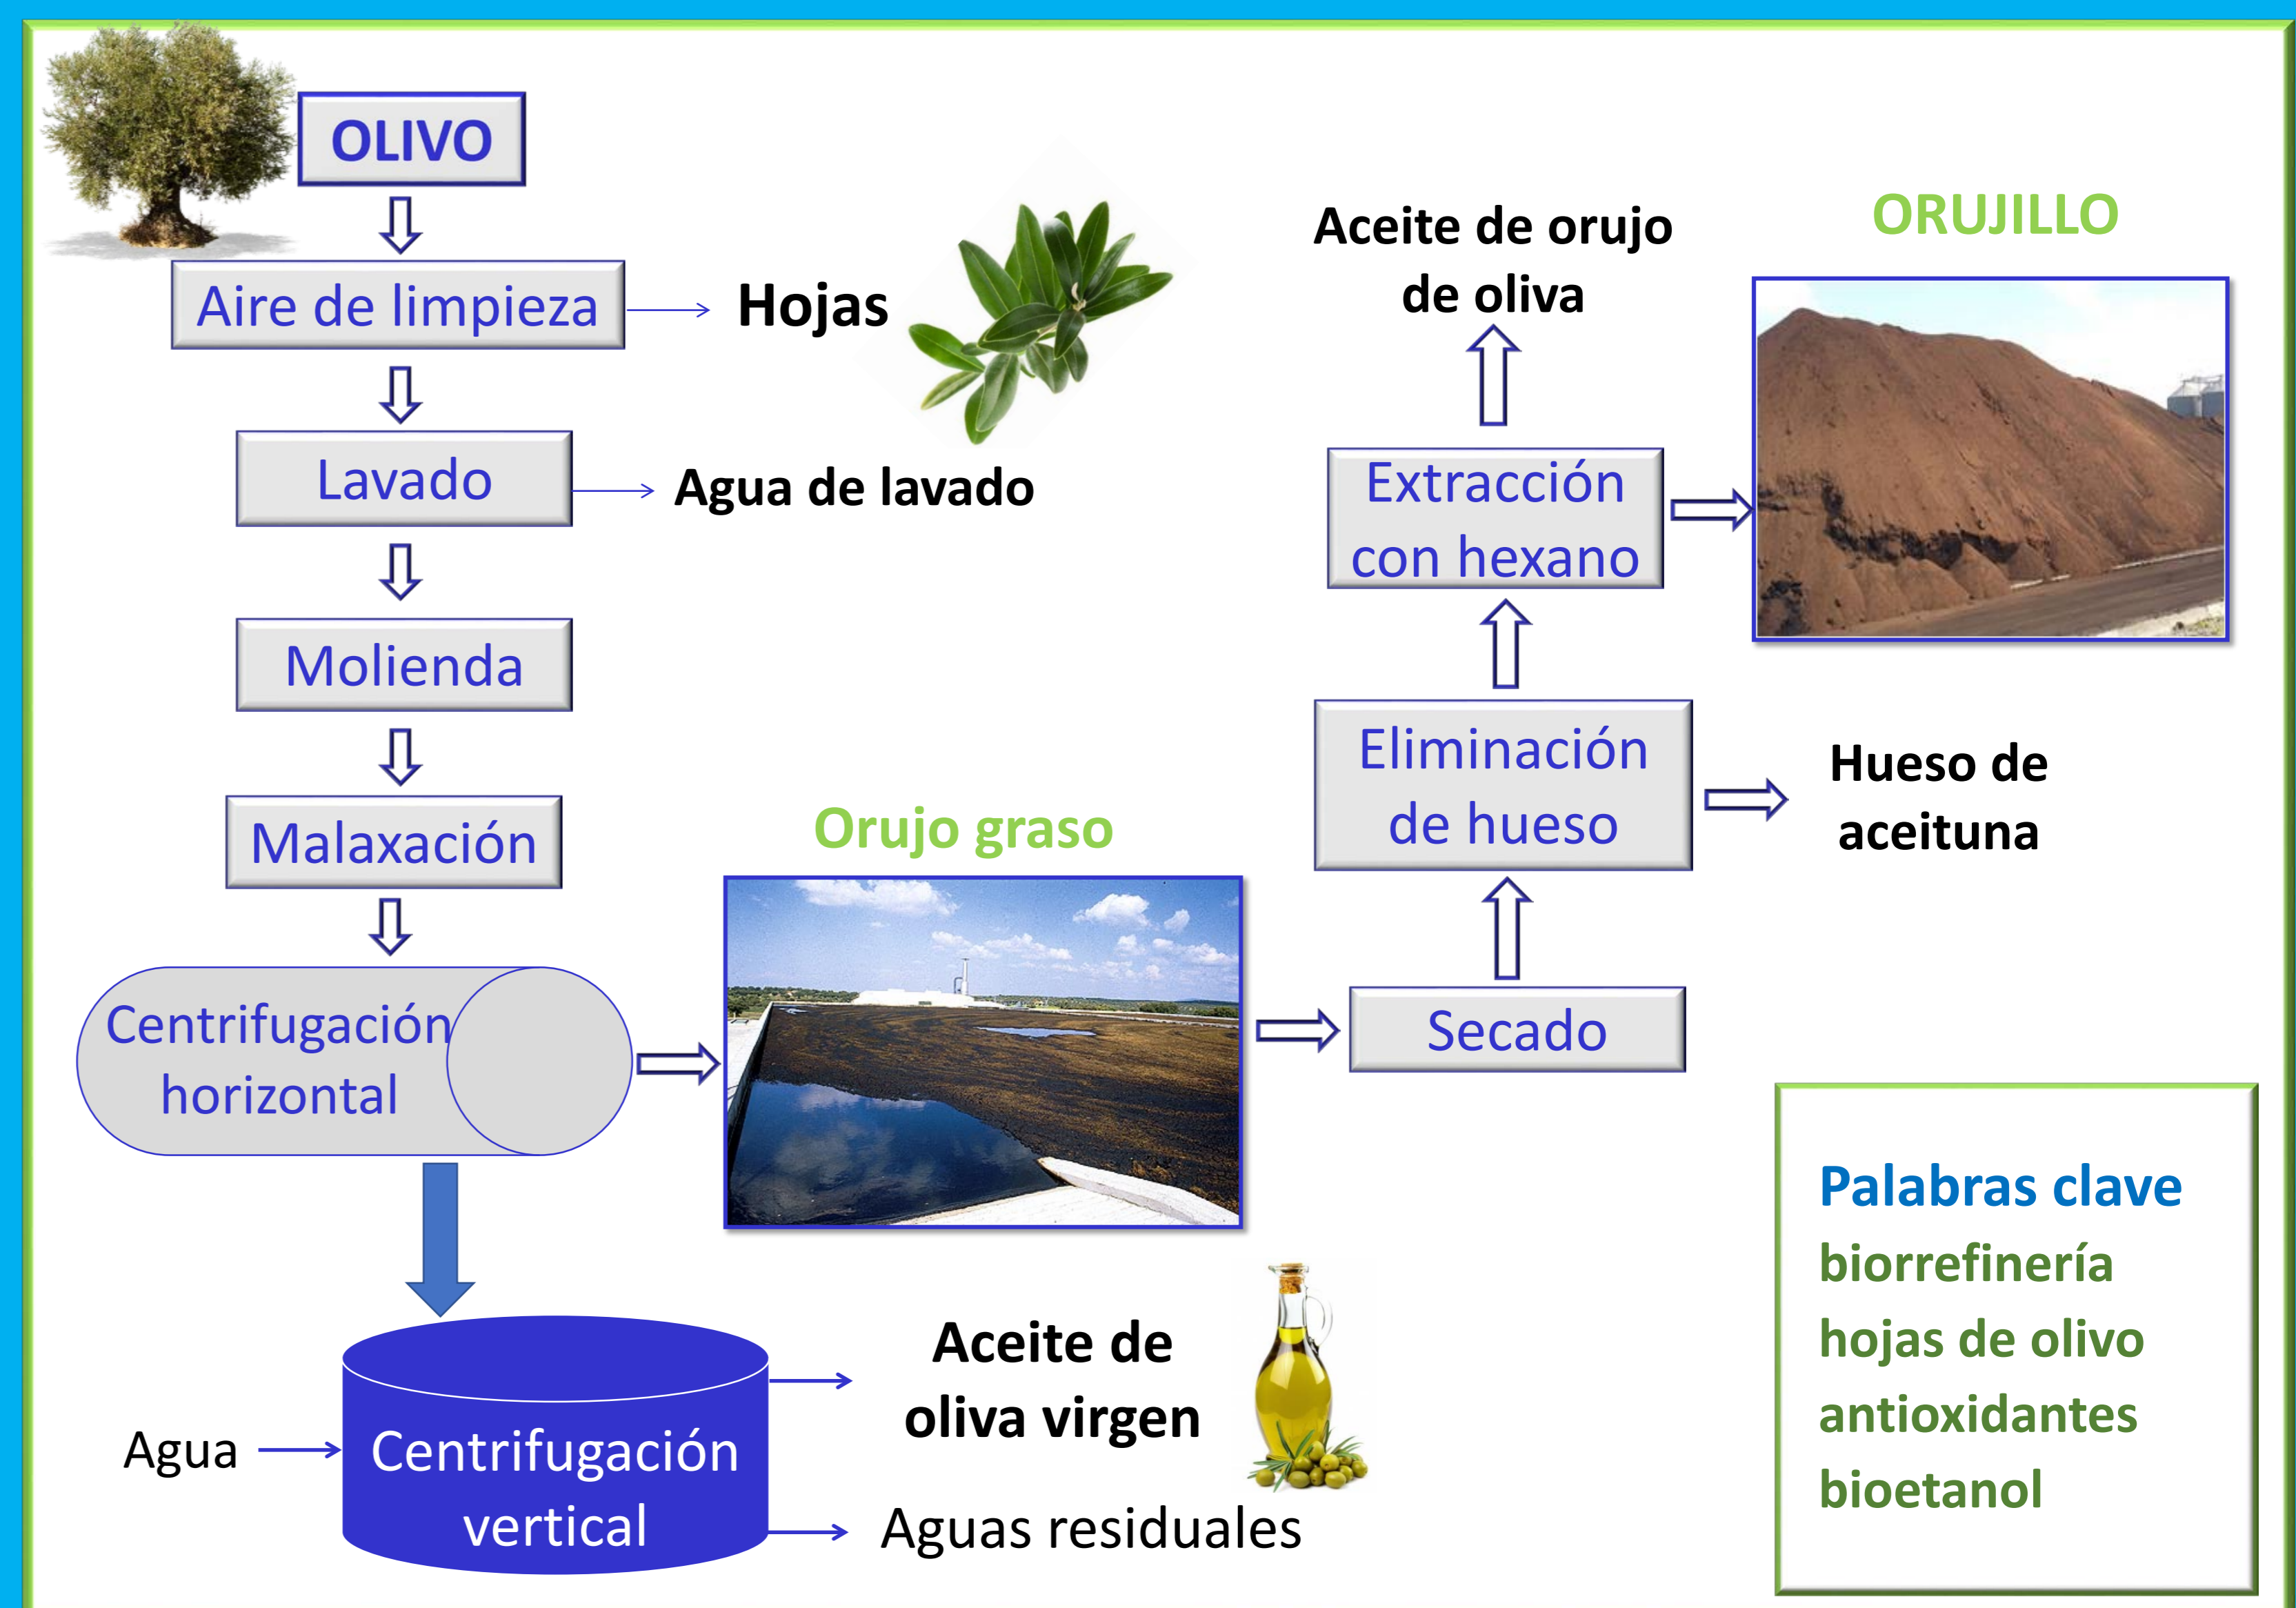 OLIVO
Aire de limpieza
Hojas
Lavado
Agua de lavado
Molienda
Malaxación
Centrifugación
horizontal
Orujo graso
Agua
Centrifugación
vertical
Aceite de
oliva virgen
Aguas residuales
Secado
Eliminación
de hueso
Hueso de
aceituna
Extracción
con hexano
Aceite de orujo
de oliva
ORUJILLO
Palabras clave
biorrefinería
hojas de olivo
antioxidantes
bioetanol